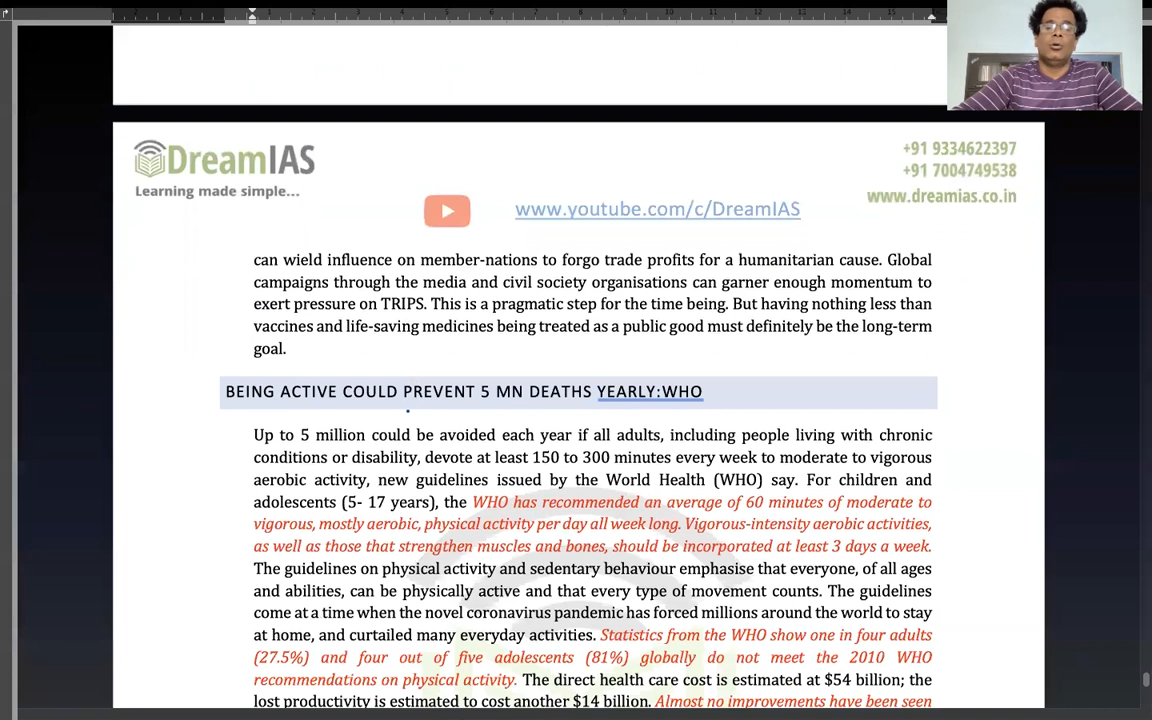 DreamIAS
Learning made simple...
+91 9334622397
+91 7004749538
www.dreamias.co.in
www.youtube.com/c/DreamIAS
can wield influence on member-nations to forgo trade profits for a humanitarian cause. Global
campaigns through the media and civil society organisations can garner enough momentum to
exert pressure on TRIPS. This is a pragmatic step for the time being. But having nothing less than
vaccines and life-saving medicines being treated as a public good must definitely be the long-term
goal.
BEING ACTIVE COULD PREVENT 5 MN DEATHS YEARLY:WHO
Up to 5 million could be avoided each year if all adults, including people living with chronic
conditions or disability, devote at least 150 to 300 minutes every week to moderate to vigorous
aerobic activity, new guidelines issued by the World Health (WHO) say. For children and
adolescents (5- 17 years), the WHO has recommended an average of 60 minutes of moderate to
vigorous, mostly aerobic, physical activity per day all week long. Vigorous-intensity aerobic activities,
as well as those that strengthen muscles and bones, should be incorporated at least 3 days a week.
The guidelines on physical activity and sedentary behaviour emphasise that everyone, of all ages
and abilities, can be physically active and that every type of movement counts. The guidelines
come at a time when the novel coronavirus pandemic has forced millions around the world to stay
at home, and curtailed many everyday activities. Statistics from the WHO show one in four adults
(27.5%) and four out of five adolescents (81%) globally do not meet the 2010 WHO
recommendations on physical activity. The direct health care cost is estimated at $54 billion; the
lost productivity is estimated to cost another $14 billion. Almost no improvements have been seen